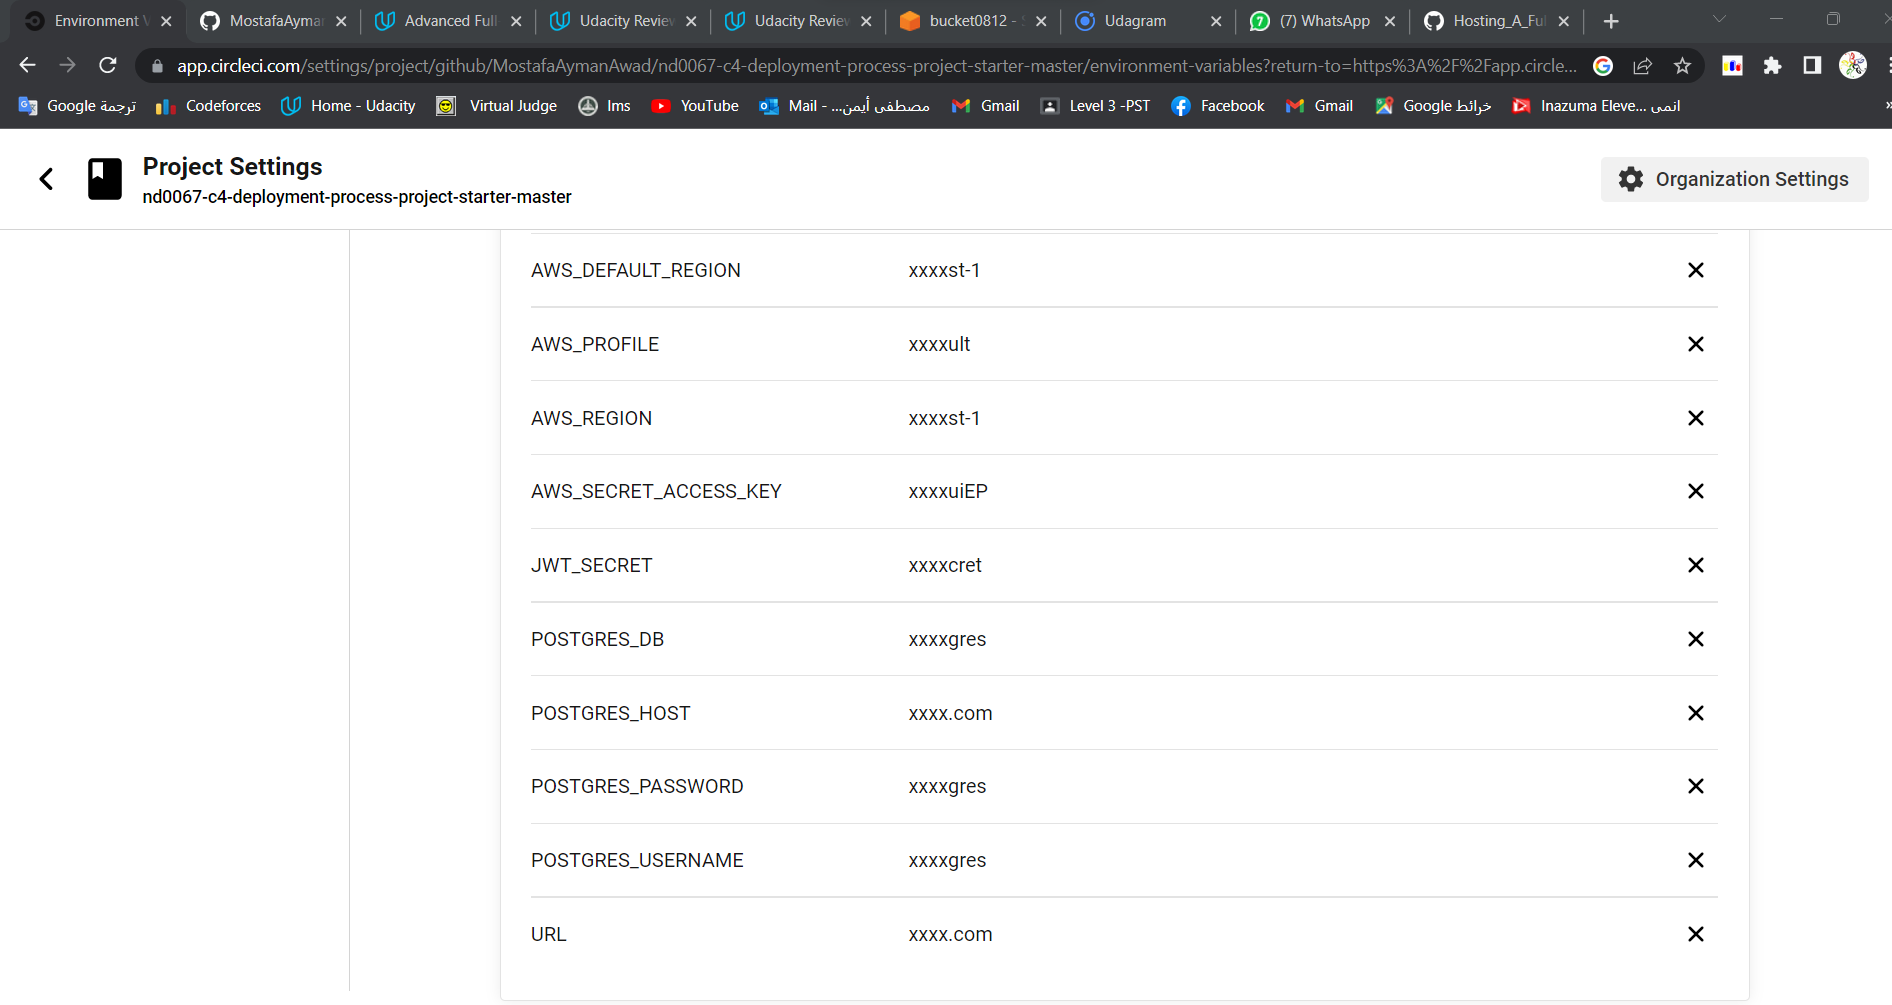 Environment V
MostafaAyman
Advanced Full
Udacity Review
Udacity Review
bucket0812 - S
Udagram
(7) WhatsApp
Hosting_A_Ful
app.circleci.com/settings/project/github/MostafaAymanAwad/nd0067-c4-deployment-process-project-starter-master/environment-variables?return-to=https%3A%2F%2Fapp.circle...
Google ترجمة
Codeforces
Home - Udacity
Virtual Judge
Ims
YouTube
Mail - ...مصطفى أيمن
Gmail
Level 3 -PST
Facebook
Gmail
Google خرائط
Inazuma Eleve... انمى
»
Project Settings
nd0067-c4-deployment-process-project-starter-master
Organization Settings
AWS_DEFAULT_REGION xxxxst-1
AWS_PROFILE xxxxult
AWS_REGION xxxxst-1
AWS_SECRET_ACCESS_KEY xxxxuiEP
JWT_SECRET xxxxcret
POSTGRES_DB xxxxgres
POSTGRES_HOST xxxx.com
POSTGRES_PASSWORD xxxxgres
POSTGRES_USERNAME xxxxgres
URL xxxx.com